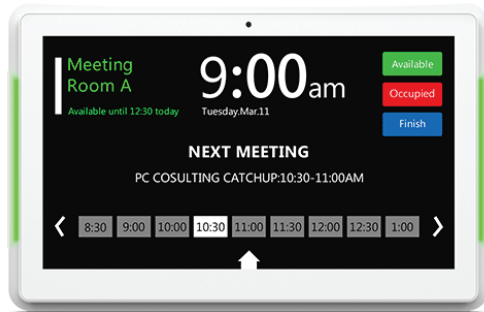 Meeting
Room A
Available until 12:30 today
9:00am
Tuesday.Mar.11
Available
Occupied
Finish
NEXT MEETING
PC COSULTING CATCHUP:10:30-11:00AM
8:30 9:00 10:00 10:30 11:00 11:30 12:00 12:30 1:00